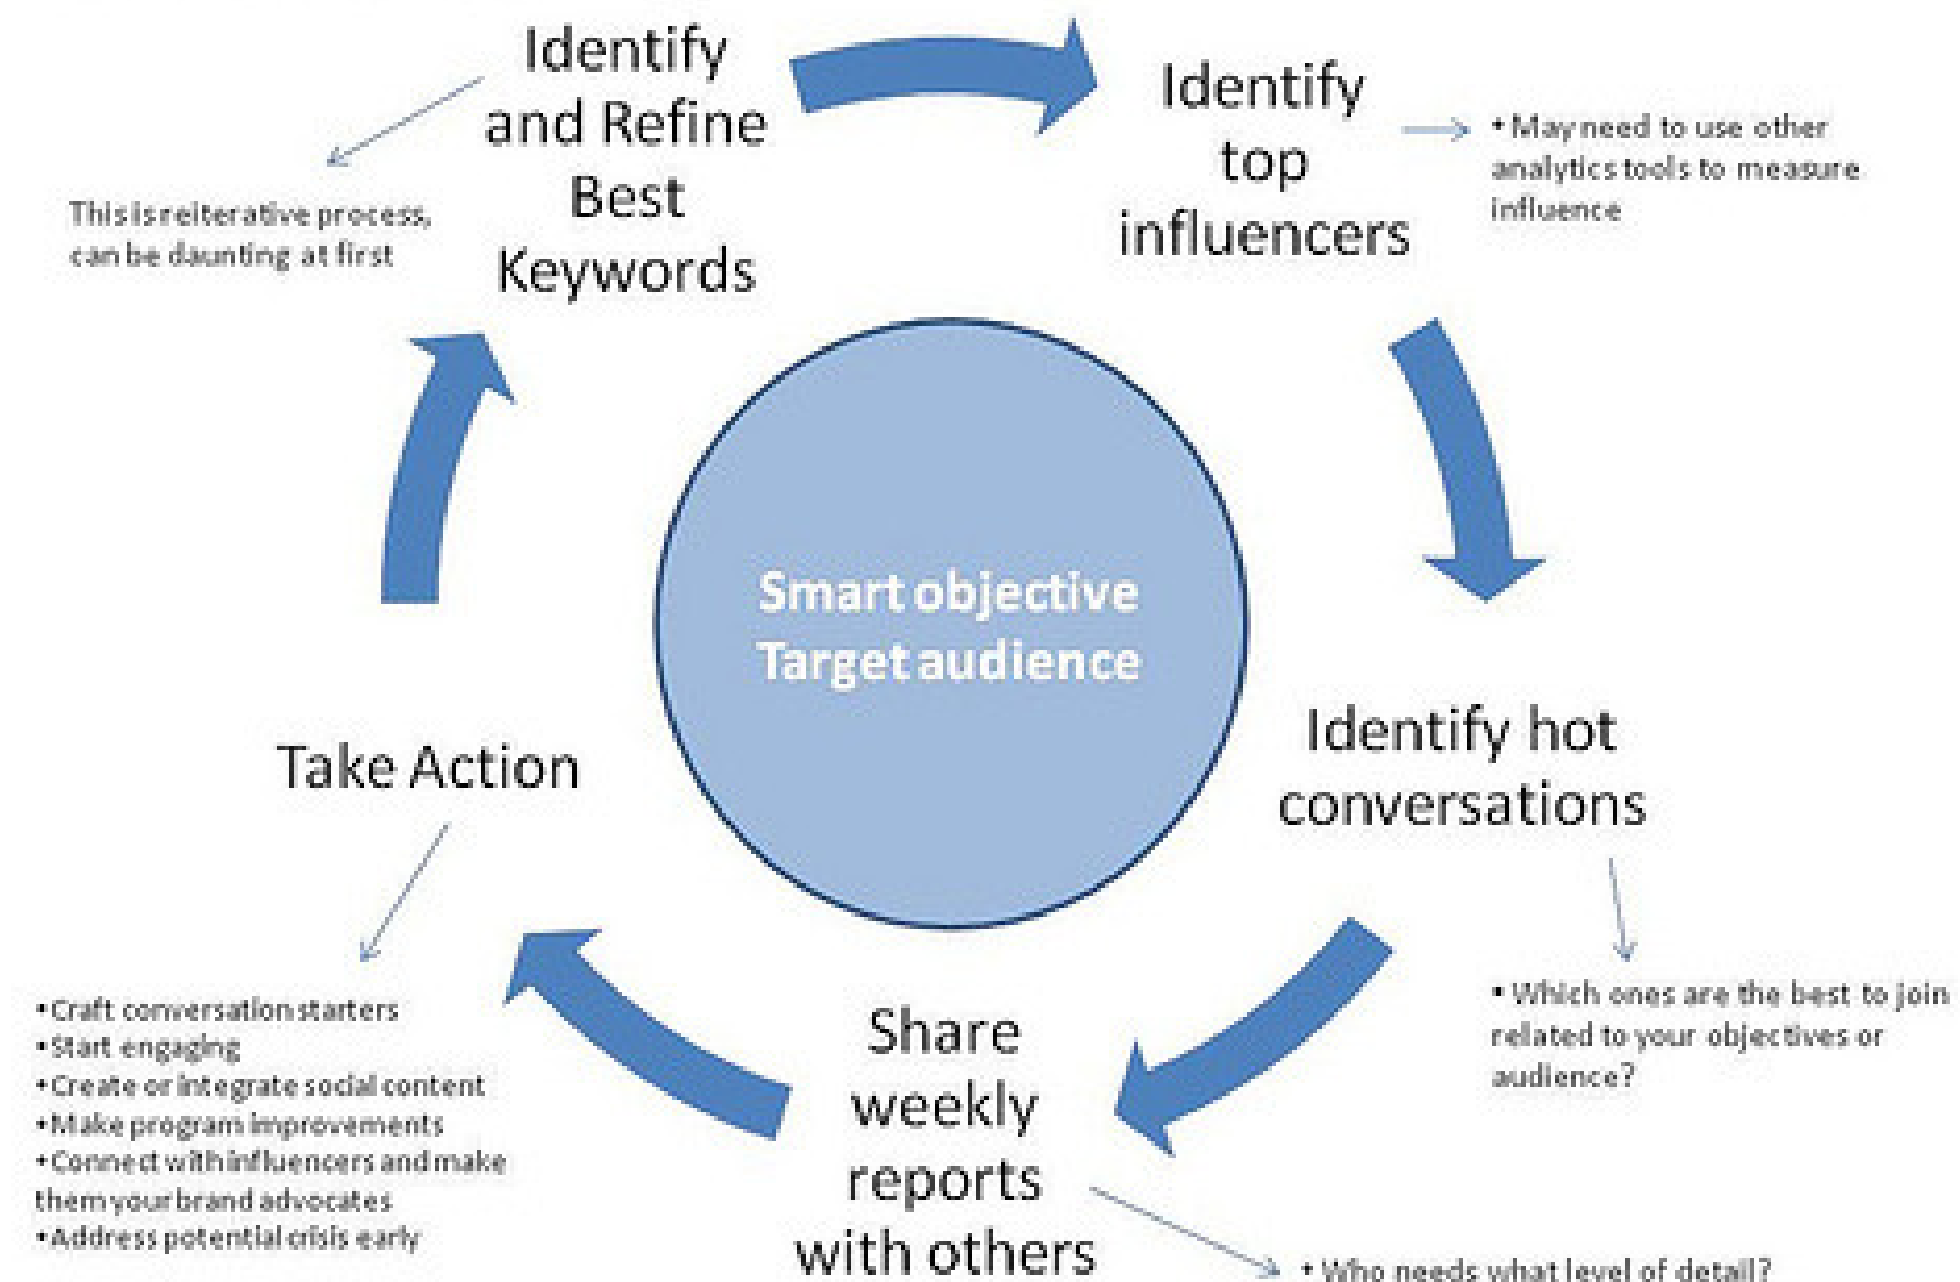 Identify
and Refine
Best
Keywords
This is reiterative process,
can be daunting at first
Identify
top
influencers
• May need to use other
analytics tools to measure
influence
Smart objective
Target audience
Identify hot
conversations
• Which ones are the best to join
related to your objectives or
audience?
Share
weekly
reports
with others
• Who needs what level of detail?
Take Action
•Craft conversation starters
•Start engaging
•Create or integrate social content
•Make program improvements
•Connect with influencers and make
them your brand advocates
•Address potential crisis early